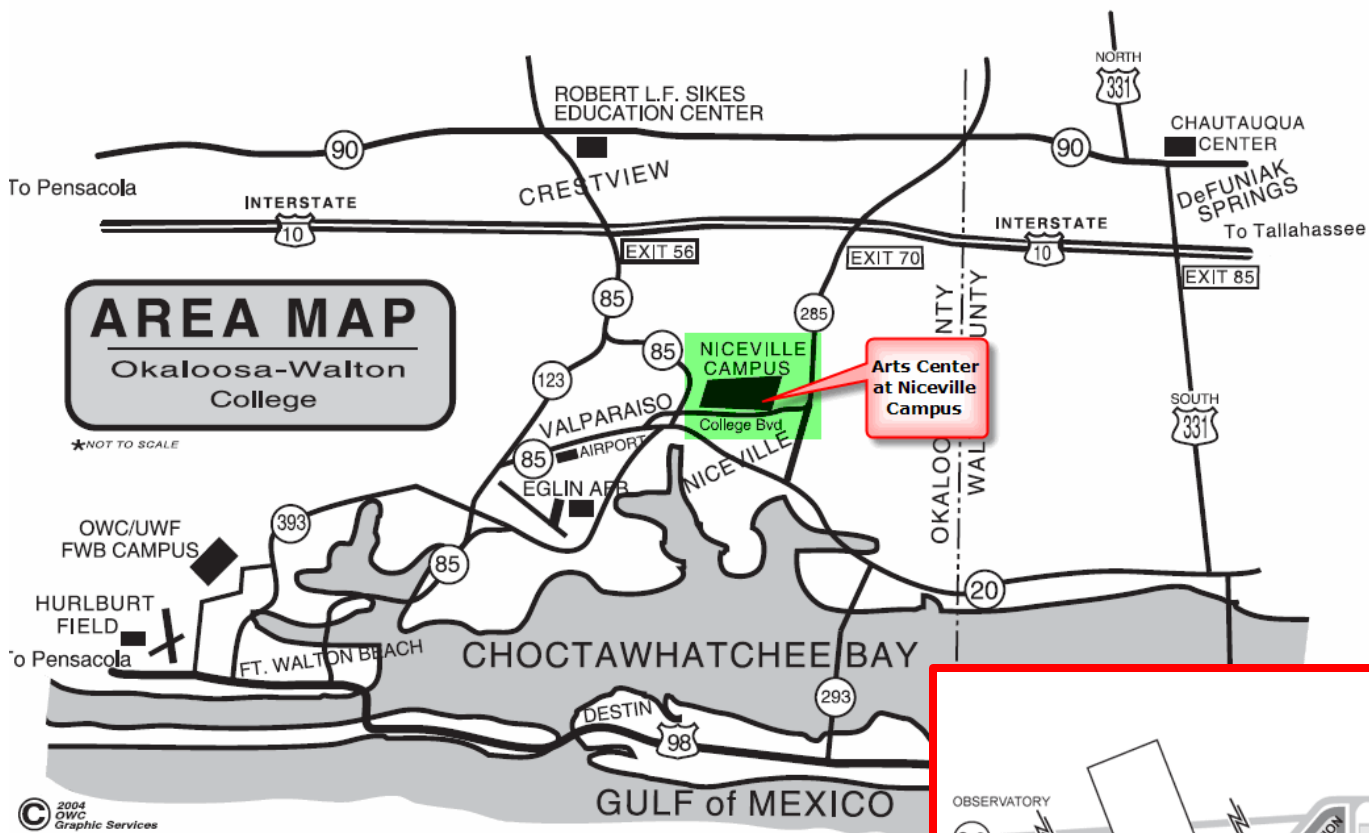 NORTH
331
ROBERT L.F. SIKES
EDUCATION CENTER
CHAUTAUQUA
CENTER
90
90
To Pensacola
CRESTVIEW
DeFUNIAK
SPRINGS
INTERSTATE
10
INTERSTATE
10
To Tallahassee
EXIT 56
EXIT 70
EXIT 85
AREA MAP
Okaloosa-Walton
College
*NOT TO SCALE
85
285
85
NICEVILLE
CAMPUS
Arts Center
at Niceville
Campus
123
VALPARAISO
College Bvd
SOUTH
331
85
AIRPORT
NICEVILLE
EGLIN AFB
OKALOO
NTY
WAL
UNTY
OWC/UWF
FWB CAMPUS
393
85
20
HURLBURT
FIELD
To Pensacola
FT. WALTON BEACH
CHOCTAWHATCHEE BAY
293
DESTIN
98
GULF of MEXICO
OBSERVATORY
© 2004
OWC
Graphic Services